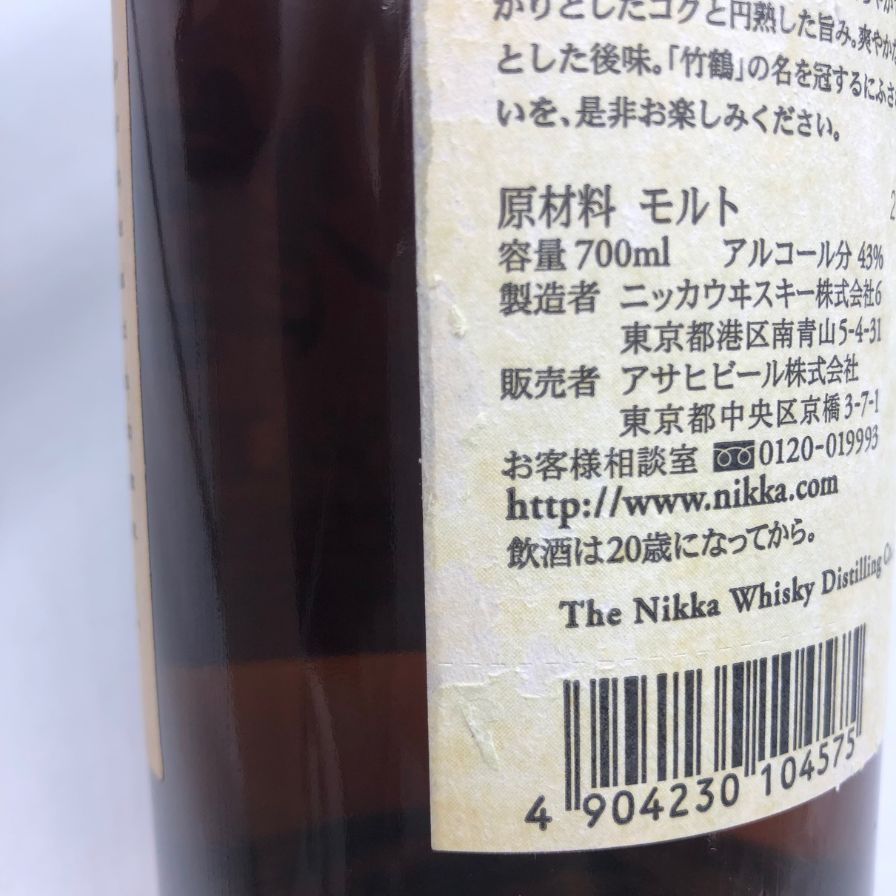 かりとしたコクと円熟した旨み。爽やかな
とした後味。「竹鶴」の名を冠するにふさ
いを、是非お楽しみください。
原材料 モルト
容量 700ml アルコール分 43%
製造者 ニッカウヰスキー株式会社6
東京都港区南青山5-4-31
販売者 アサヒビール株式会社
東京都中央区京橋3-7-1
お客様相談室 0120-019993
http://www.nikka.com
飲酒は20歳になってから。
The Nikka Whisky Distilling Co
4 904230 104575